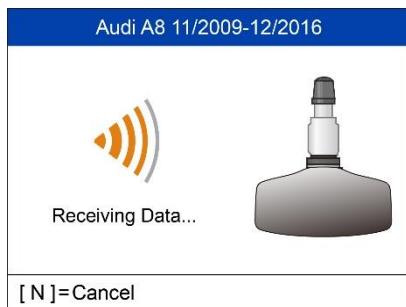 Audi A8 11/2009-12/2016
Receiving Data...
[ N ]=Cancel